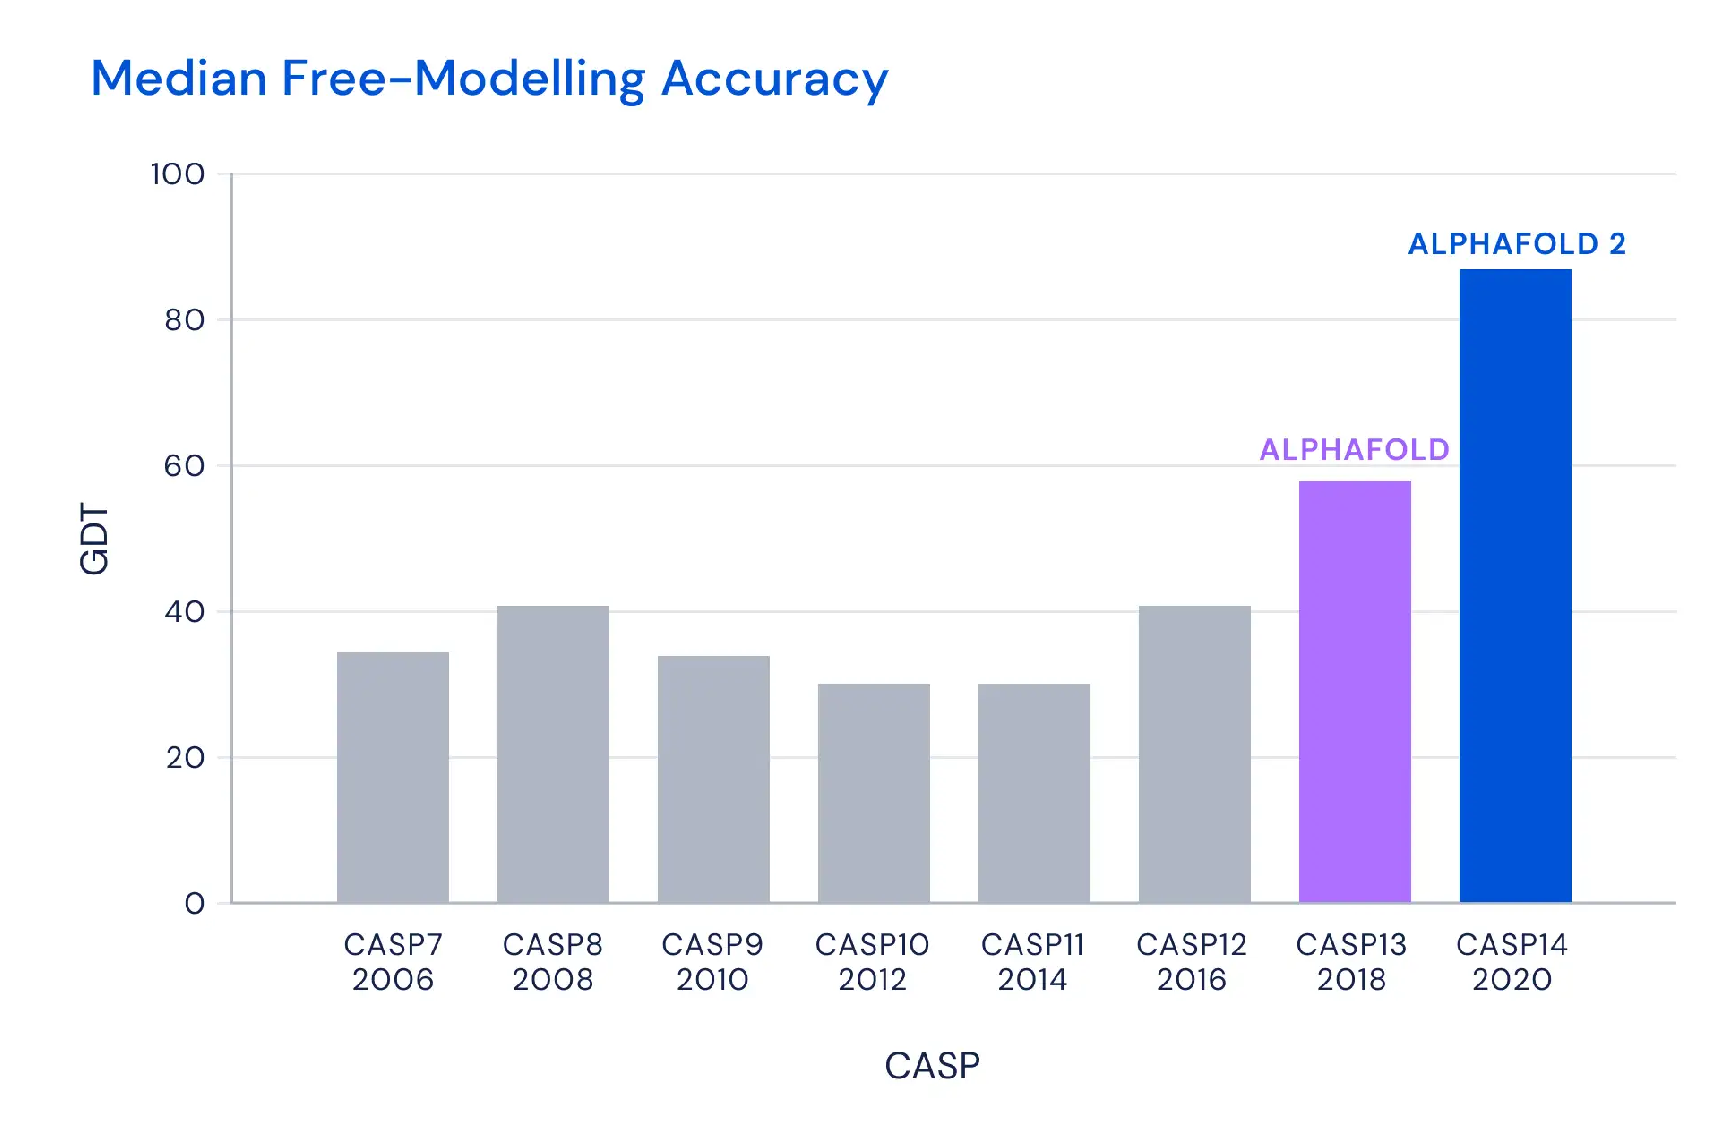 Median Free-Modelling Accuracy
100
80
60
40
20
0
GDT
ALPHAFOLD
ALPHAFOLD 2
CASP7
2006
CASP8
2008
CASP9
2010
CASP10
2012
CASP11
2014
CASP12
2016
CASP13
2018
CASP14
2020
CASP